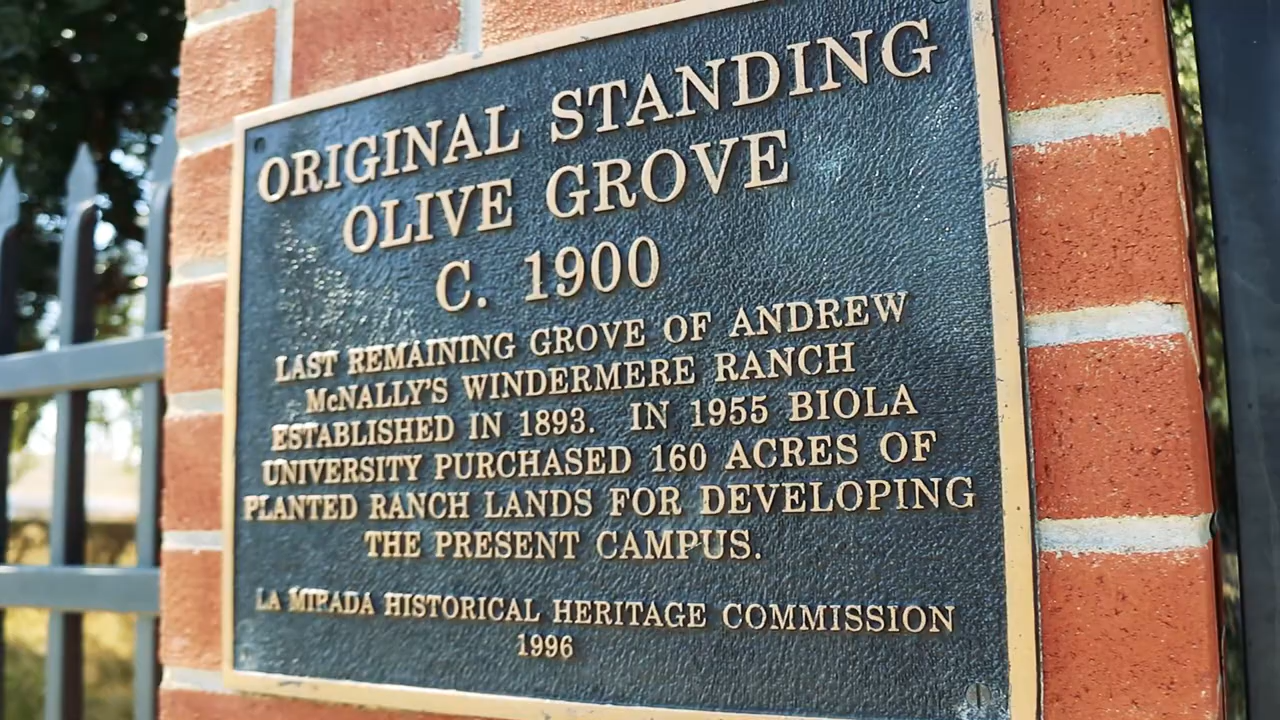 ORIGINAL STANDING
OLIVE GROVE
C. 1900
LAST REMAINING GROVE OF ANDREW
McNALLY'S WINDERMERE RANCH
ESTABLISHED IN 1893. IN 1955 BIOLA
UNIVERSITY PURCHASED 160 ACRES OF
PLANTED RANCH LANDS FOR DEVELOPING
THE PRESENT CAMPUS.
LA MIRADA HISTORICAL HERITAGE COMMISSION
1996